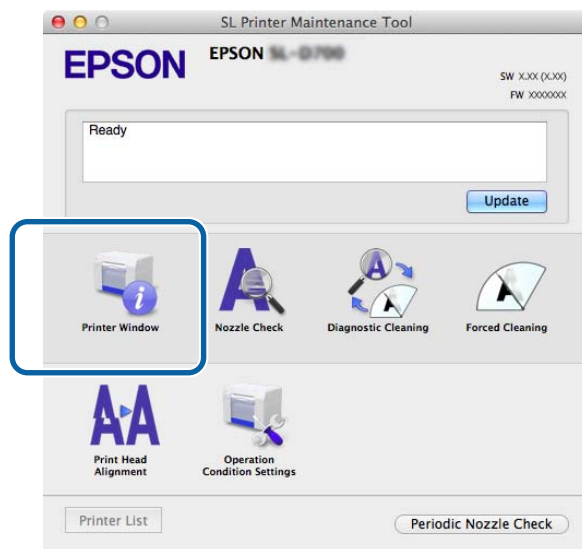 SL Printer Maintenance Tool
EPSON
EPSON
SW X.XX (X.XX)
FW XXXXXXX
Ready
Update
Printer Window
Nozzle Check
Diagnostic Cleaning
Forced Cleaning
Print Head
Alignment
Operation
Condition Settings
Printer List
Periodic Nozzle Check